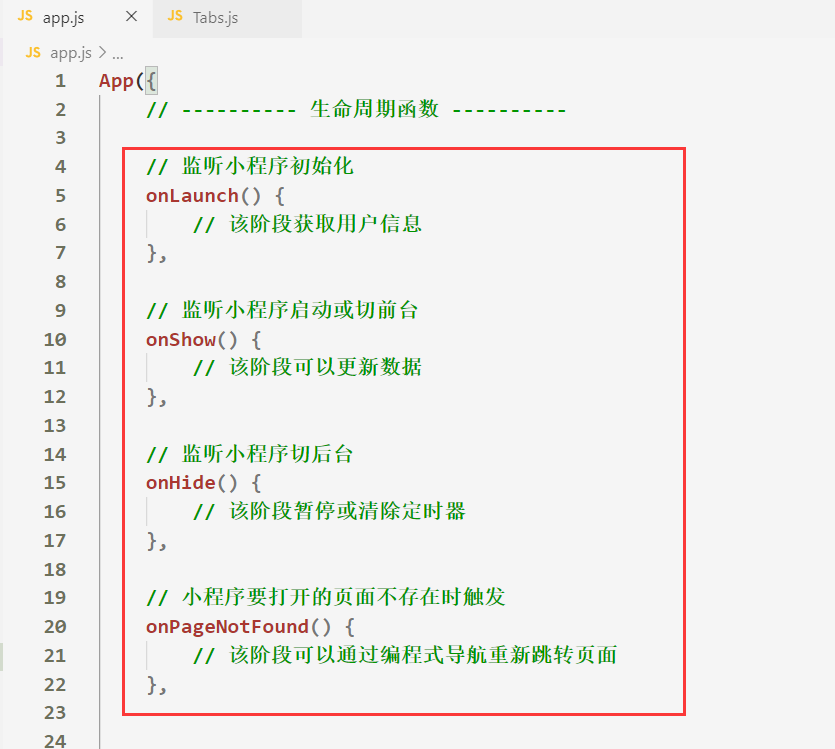 JS app.js × JS Tabs.js
JS app.js > ...
1 App({
2 // ---------- 生命周期函数 ----------
3
4 // 监听小程序初始化
5 onLaunch() {
6 // 该阶段获取用户信息
7 },
8
9 // 监听小程序启动或切前台
10 onShow() {
11 // 该阶段可以更新数据
12 },
13
14 // 监听小程序切后台
15 onHide() {
16 // 该阶段暂停或清除定时器
17 },
18
19 // 小程序要打开的页面不存在时触发
20 onPageNotFound() {
21 // 该阶段可以通过编程式导航重新跳转页面
22 },
23
24